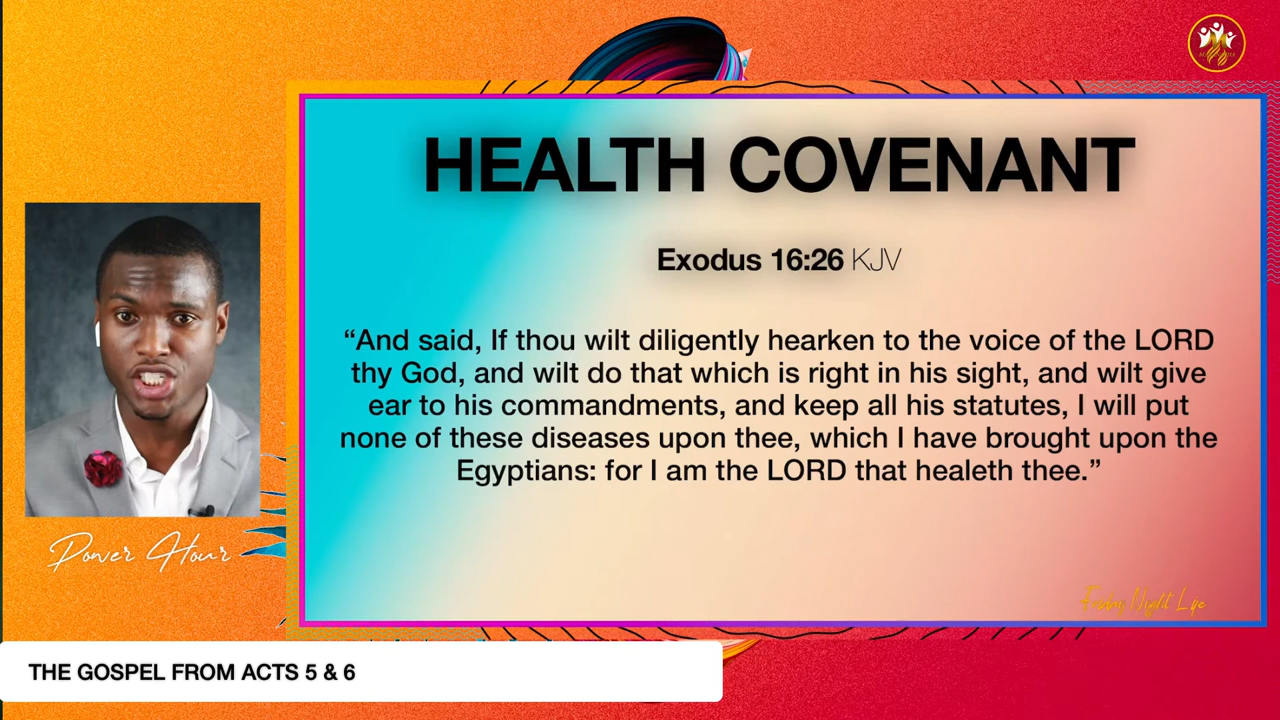 HEALTH COVENANT
Exodus 16:26 KJV
“And said, If thou wilt diligently hearken to the voice of the LORD
thy God, and wilt do that which is right in his sight, and wilt give
ear to his commandments, and keep all his statutes, I will put
none of these diseases upon thee, which I have brought upon the
Egyptians: for I am the LORD that healeth thee.”
Power Hour
Friday Night Live
THE GOSPEL FROM ACTS 5 & 6